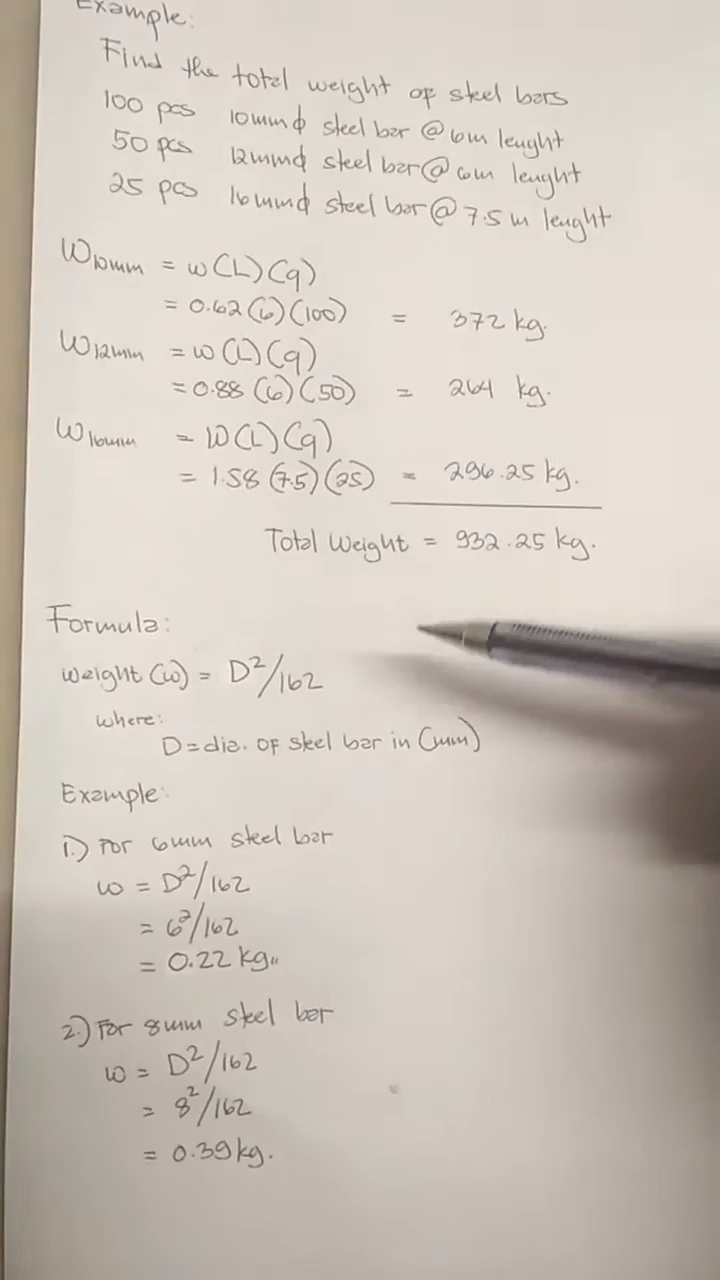 Example:
Find the total weight of steel bars
100 pcs 10mmφ steel bar @ 6m lenght
50 pcs 12mmφ steel bar @ 6m lenght
25 pcs 16mmφ steel bar @ 7.5 m lenght
W10mm = w(L)(q)
= 0.62(6)(100) = 372 kg.
W12mm = w(L)(q)
= 0.88 (6)(50) = 264 kg.
W16mm = W(L)(q)
= 1.58 (7.5)(25) = 296.25 kg.
Total Weight = 932.25 kg.
Formula:
weight (w) = D²/162
where:
D = dia. of steel bar in (mm)
Example:
1.) For 6mm steel bar
w = D²/162
= 6²/162
= 0.22 kg,,
2.) For 8mm steel bar
w = D²/162
= 8²/162
= 0.39 kg.